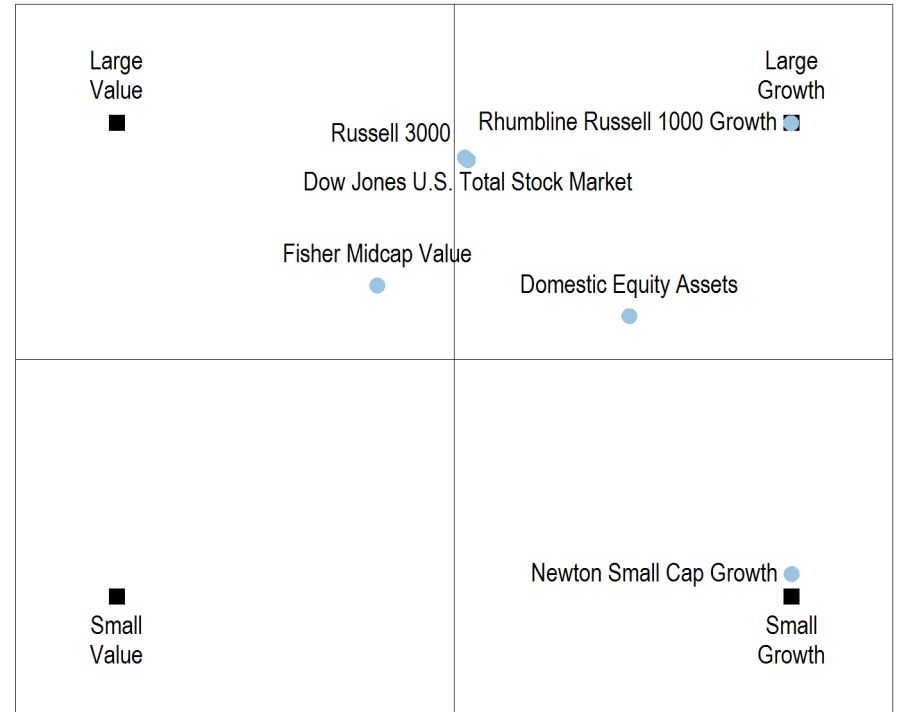 Large
Value
Large
Growth
Russell 3000
Rhumbline Russell 1000 Growth
Dow Jones U.S. Total Stock Market
Fisher Midcap Value
Domestic Equity Assets
Newton Small Cap Growth
Small
Value
Small
Growth